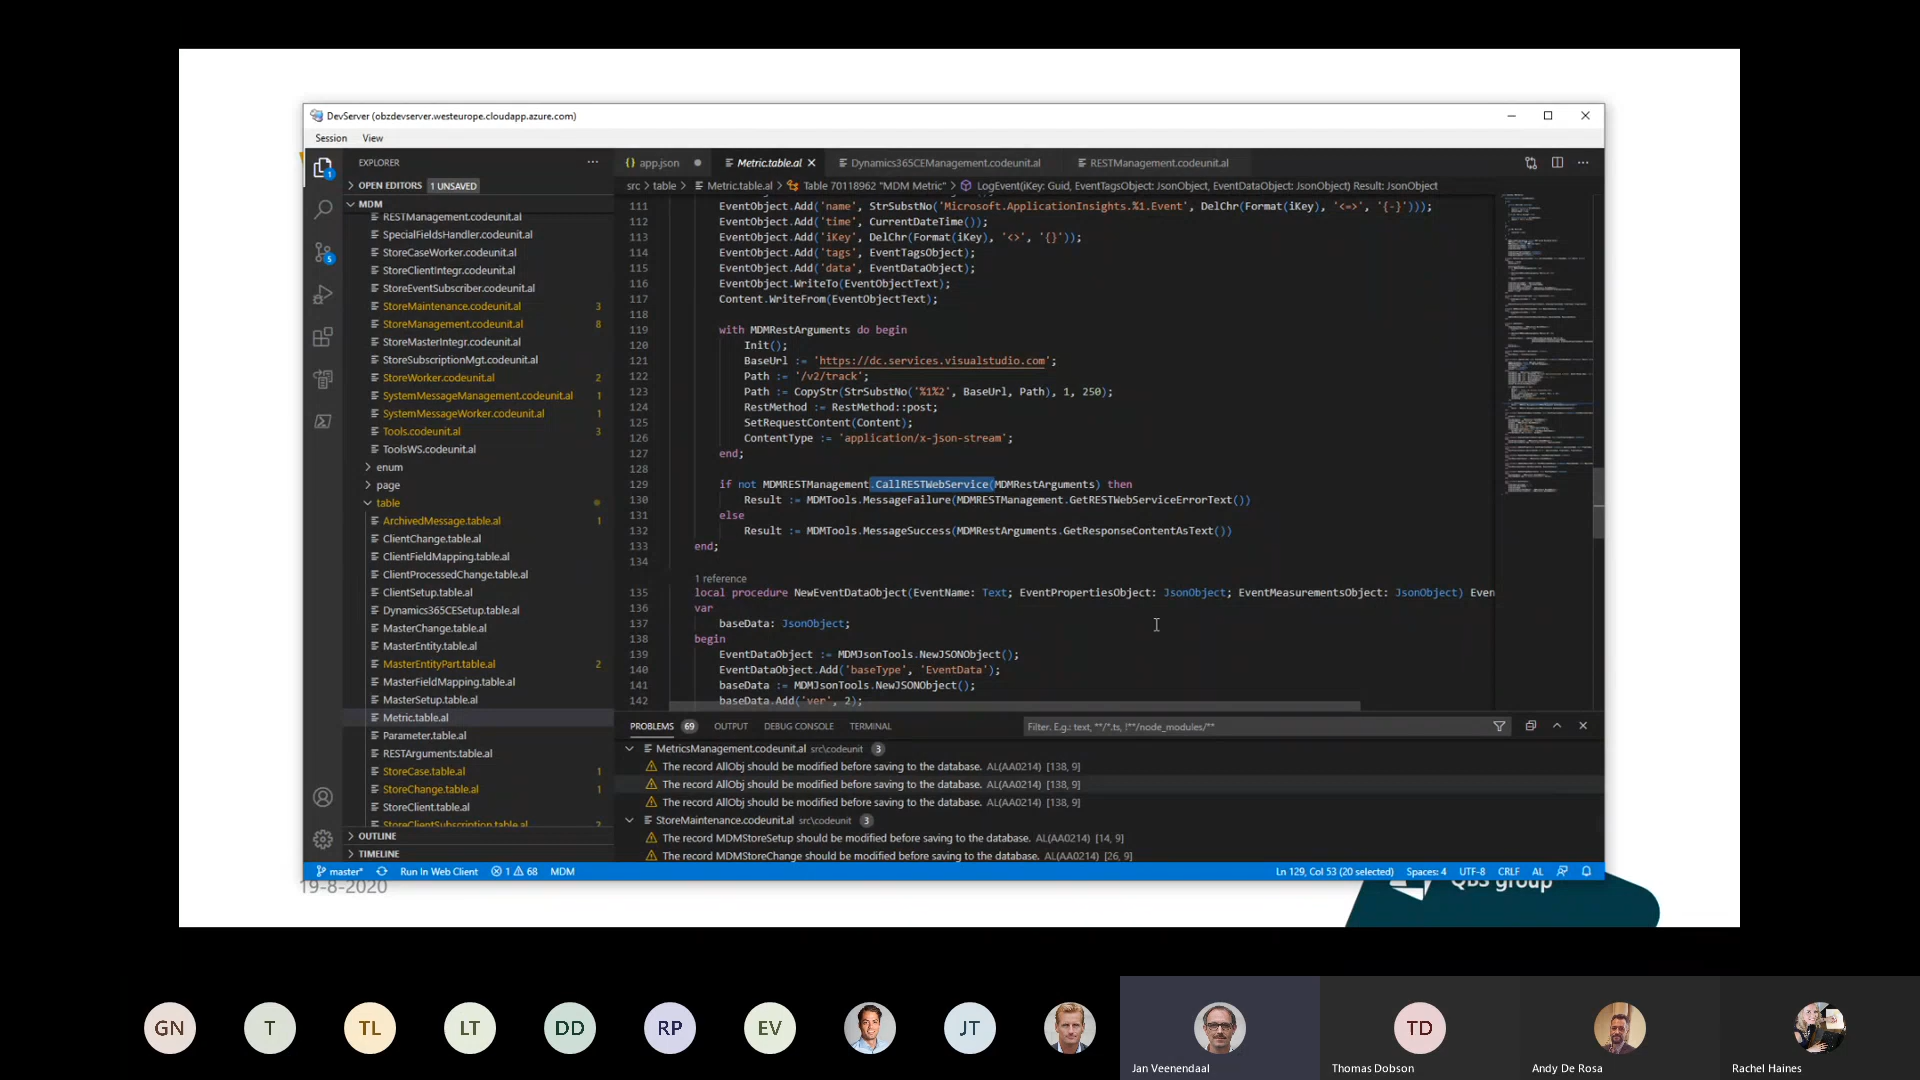 DevServer (obzdevserver.westeurope.cloudapp.azure.com)
Session View
EXPLORER
OPEN EDITORS 1 UNSAVED
MDM
RESTManagement.codeunit.al
SpecialFieldsHandler.codeunit.al
StoreCaseWorker.codeunit.al
StoreClientIntegr.codeunit.al
StoreEventSubscriber.codeunit.al
StoreMaintenance.codeunit.al 3
StoreManagement.codeunit.al 8
StoreMasterIntegr.codeunit.al
StoreSubscriptionMgt.codeunit.al
StoreWorker.codeunit.al 2
SystemMessageManagement.codeunit.al 1
SystemMessageWorker.codeunit.al 1
Tools.codeunit.al 3
ToolsWS.codeunit.al
enum
page
table
ArchivedMessage.table.al 1
ClientChange.table.al
ClientFieldMapping.table.al
ClientProcessedChange.table.al
ClientSetup.table.al
Dynamics365CESetup.table.al
MasterChange.table.al
MasterEntity.table.al
MasterEntityPart.table.al 2
MasterFieldMapping.table.al
MasterSetup.table.al
Metric.table.al
Parameter.table.al
RESTArguments.table.al
StoreCase.table.al 1
StoreChange.table.al 1
StoreClient.table.al
StoreClientSubscription.table.al 2
OUTLINE
TIMELINE
1
5
{} app.json Metric.table.al Dynamics365CEManagement.codeunit.al RESTManagement.codeunit.al
src > table > Metric.table.al > Table 70118962 "MDM Metric" > LogEvent(iKey: Guid, EventTagsObject: JsonObject, EventDataObject: JsonObject) Result: JsonObject
111 EventObject.Add('name', StrSubstNo('Microsoft.ApplicationInsights.%1.Event', DelChr(Format(iKey), '<=>', '{-}')));
112 EventObject.Add('time', CurrentDateTime());
113 EventObject.Add('iKey', DelChr(Format(iKey), '<>', '{}'));
114 EventObject.Add('tags', EventTagsObject);
115 EventObject.Add('data', EventDataObject);
116 EventObject.WriteTo(EventObjectText);
117 Content.WriteFrom(EventObjectText);
118
119 with MDMRestArguments do begin
120 Init();
121 BaseUrl := 'https://dc.services.visualstudio.com';
122 Path := '/v2/track';
123 Path := CopyStr(StrSubstNo('%1%2', BaseUrl, Path), 1, 250);
124 RestMethod := RestMethod::post;
125 SetRequestContent(Content);
126 ContentType := 'application/x-json-stream';
127 end;
128
129 if not MDMRESTManagement.CallRESTWebService(MDMRestArguments) then
130 Result := MDMTools.MessageFailure(MDMRESTManagement.GetRESTWebServiceErrorText())
131 else
132 Result := MDMTools.MessageSuccess(MDMRestArguments.GetResponseContentAsText())
133 end;
134
1 reference
135 local procedure NewEventDataObject(EventName: Text; EventPropertiesObject: JsonObject; EventMeasurementsObject: JsonObject) Even
136 var
137 baseData: JsonObject;
138 begin
139 EventDataObject := MDMJsonTools.NewJSONObject();
140 EventDataObject.Add('baseType', 'EventData');
141 baseData := MDMJsonTools.NewJSONObject();
142 baseData.Add('ver', 2);
PROBLEMS 69 OUTPUT DEBUG CONSOLE TERMINAL Filter. E.g.: text, **/*.ts, !**/node_modules/**
MetricsManagement.codeunit.al src\codeunit 3
The record AllObj should be modified before saving to the database. AL(AA0214) [138, 9]
The record AllObj should be modified before saving to the database. AL(AA0214) [138, 9]
The record AllObj should be modified before saving to the database. AL(AA0214) [138, 9]
StoreMaintenance.codeunit.al src\codeunit 3
The record MDMStoreSetup should be modified before saving to the database. AL(AA0214) [14, 9]
The record MDMStoreChange should be modified before saving to the database. AL(AA0214) [26, 9]
master* Run In Web Client 1 68 MDM Ln 129, Col 53 (20 selected) Spaces: 4 UTF-8 CRLF AL
19-8-2020
QBS group
GN T TL LT DD RP EV JT TD
Jan Veenendaal Thomas Dobson Andy De Rosa Rachel Haines